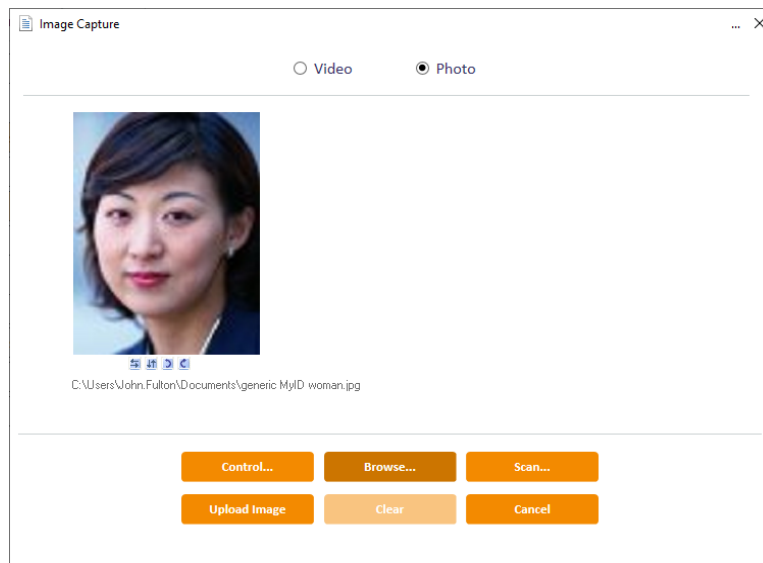 Image Capture ...
Video Photo
C:\Users\John.Fulton\Documents\generic MyID woman.jpg
Control... Browse... Scan...
Upload Image Clear Cancel